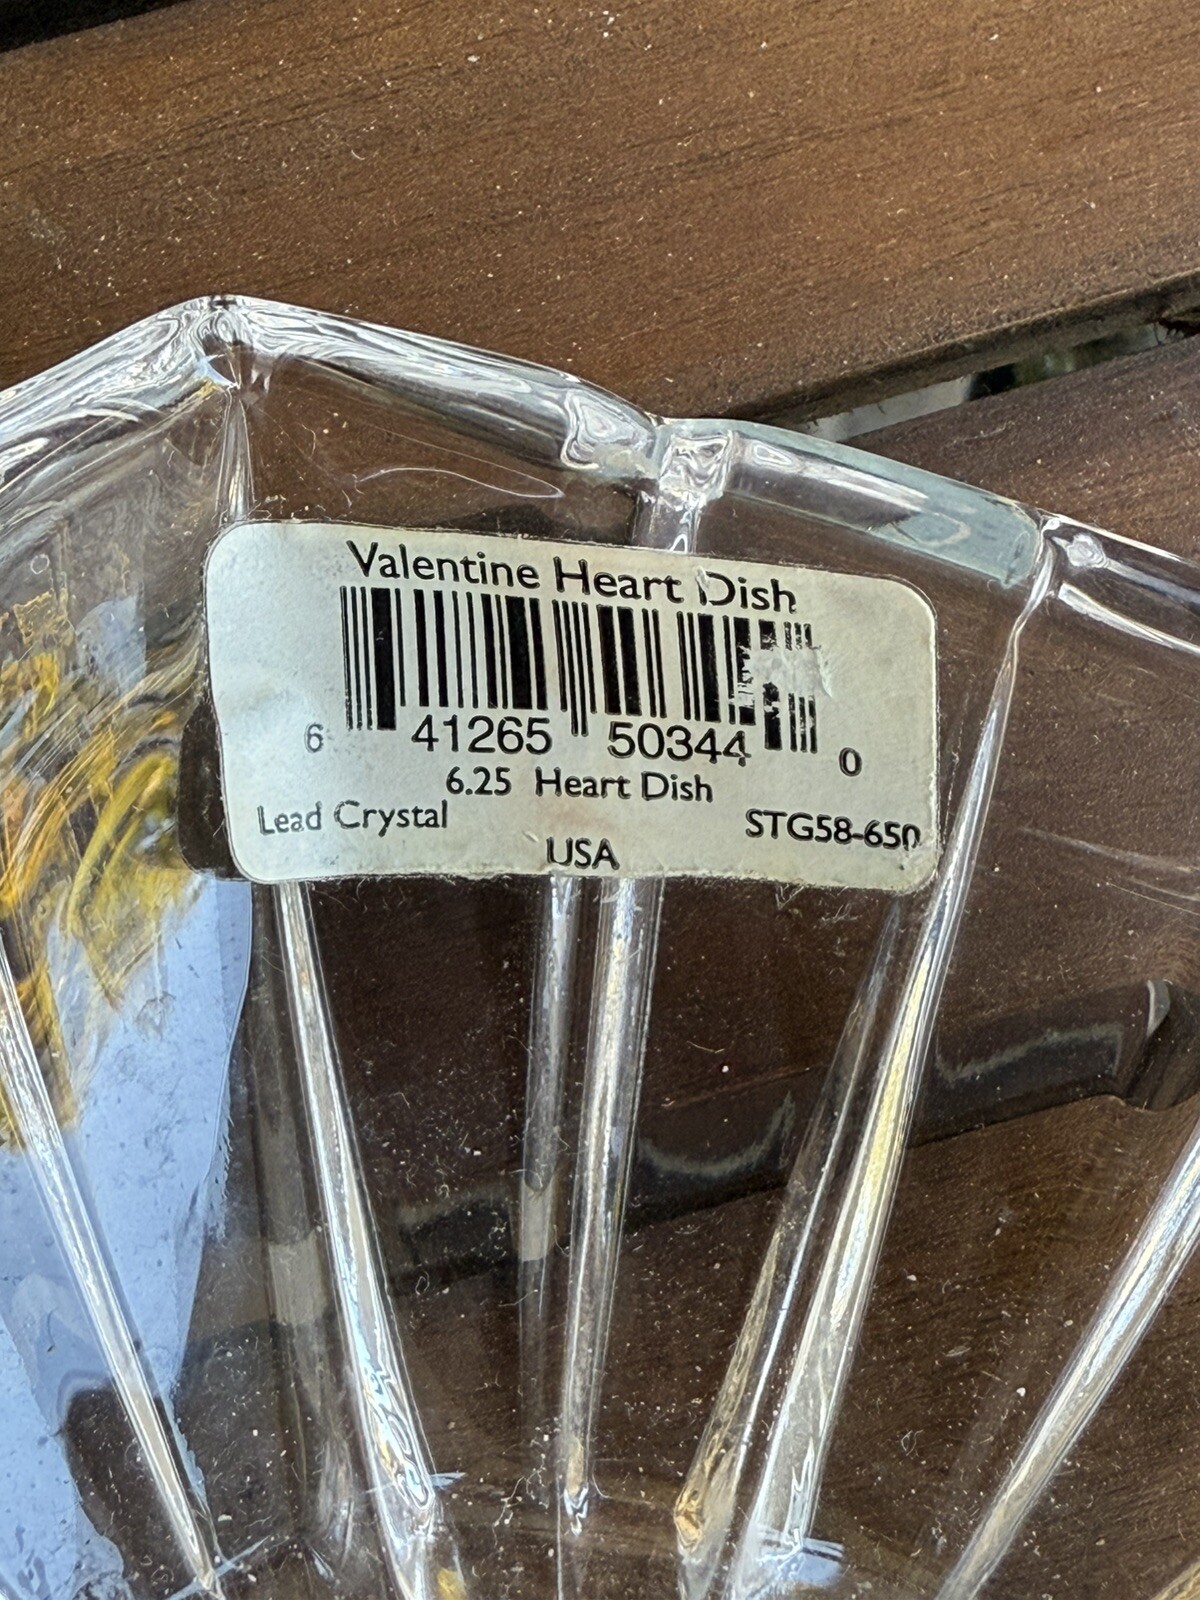 Valentine Heart Dish
6 41265 50344 0
6.25 Heart Dish
Lead Crystal STG58-650
USA